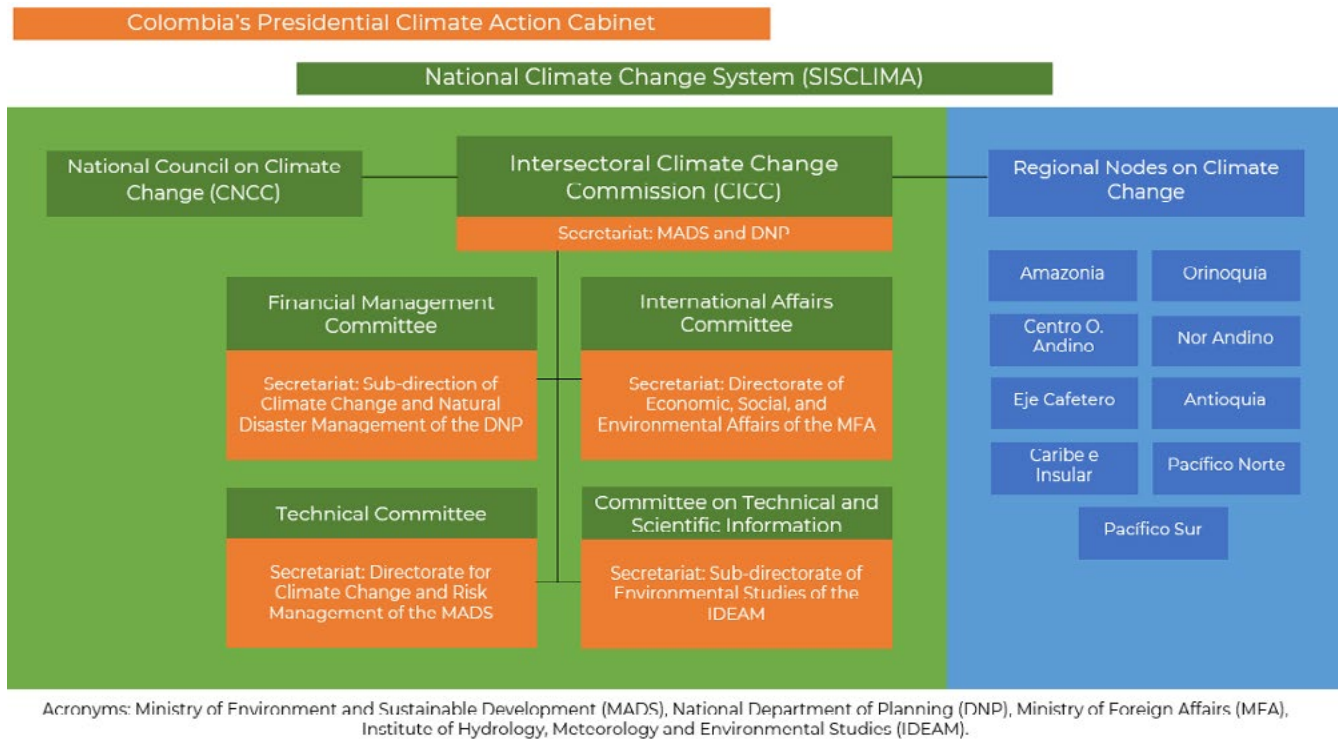 Colombia's Presidential Climate Action Cabinet
National Climate Change System (SISCLIMA)
National Council on Climate
Change (CNCC)
Intersectoral Climate Change
Commission (CICC)
Secretariat: MADS and DNP
Regional Nodes on Climate
Change
Financial Management
Committee
Secretariat: Sub-direction of
Climate Change and Natural
Disaster Management of the DNP
International Affairs
Committee
Secretariat: Directorate of
Economic, Social, and
Environmental Affairs of the MFA
Technical Committee
Secretariat: Directorate for
Climate Change and Risk
Management of the MADS
Committee on Technical and
Scientific Information
Secretariat: Sub-directorate of
Environmental Studies of the
IDEAM
Amazonia
Orinoquía
Centro O.
Andino
Nor Andino
Eje Cafetero
Antioquia
Caribe e
Insular
Pacífico Norte
Pacífico Sur
Acronyms: Ministry of Environment and Sustainable Development (MADS), National Department of Planning (DNP), Ministry of Foreign Affairs (MFA),
Institute of Hydrology, Meteorology and Environmental Studies (IDEAM).